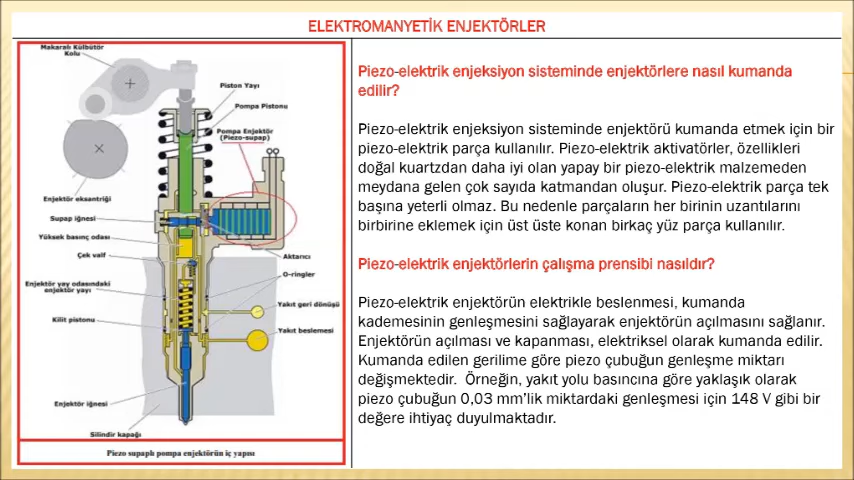 ELEKTROMANYETİK ENJEKTÖRLER
Makaralı Külbütör
Kolu
Piston Yayı
Pompa Pistonu
Pompa Enjektör
(Piezo-supap)
Enjektör eksantriği
Supap iğnesi
Yüksek basınç odası
Çek valf
Aktarıcı
O-ringler
Enjektör yay odasındaki
enjektör yayı
Yakıt geri dönüşü
Kilit pistonu
Yakıt beslemesi
Enjektör iğnesi
Silindir kapağı
Piezo supaplı pompa enjektörün iç yapısı
Piezo-elektrik enjeksiyon sisteminde enjektörlere nasıl kumanda
edilir?
Piezo-elektrik enjeksiyon sisteminde enjektörü kumanda etmek için bir
piezo-elektrik parça kullanılır. Piezo-elektrik aktivatörler, özellikleri
doğal kuartzdan daha iyi olan yapay bir piezo-elektrik malzemeden
meydana gelen çok sayıda katmandan oluşur. Piezo-elektrik parça tek
başına yeterli olmaz. Bu nedenle parçaların her birinin uzantılarını
birbirine eklemek için üst üste konan birkaç yüz parça kullanılır.
Piezo-elektrik enjektörlerin çalışma prensibi nasıldır?
Piezo-elektrik enjektörün elektrikle beslenmesi, kumanda
kademesinin genleşmesini sağlayarak enjektörün açılmasını sağlanır.
Enjektörün açılması ve kapanması, elektriksel olarak kumanda edilir.
Kumanda edilen gerilime göre piezo çubuğun genleşme miktarı
değişmektedir. Örneğin, yakıt yolu basıncına göre yaklaşık olarak
piezo çubuğun 0,03 mm'lik miktardaki genleşmesi için 148 V gibi bir
değere ihtiyaç duyulmaktadır.